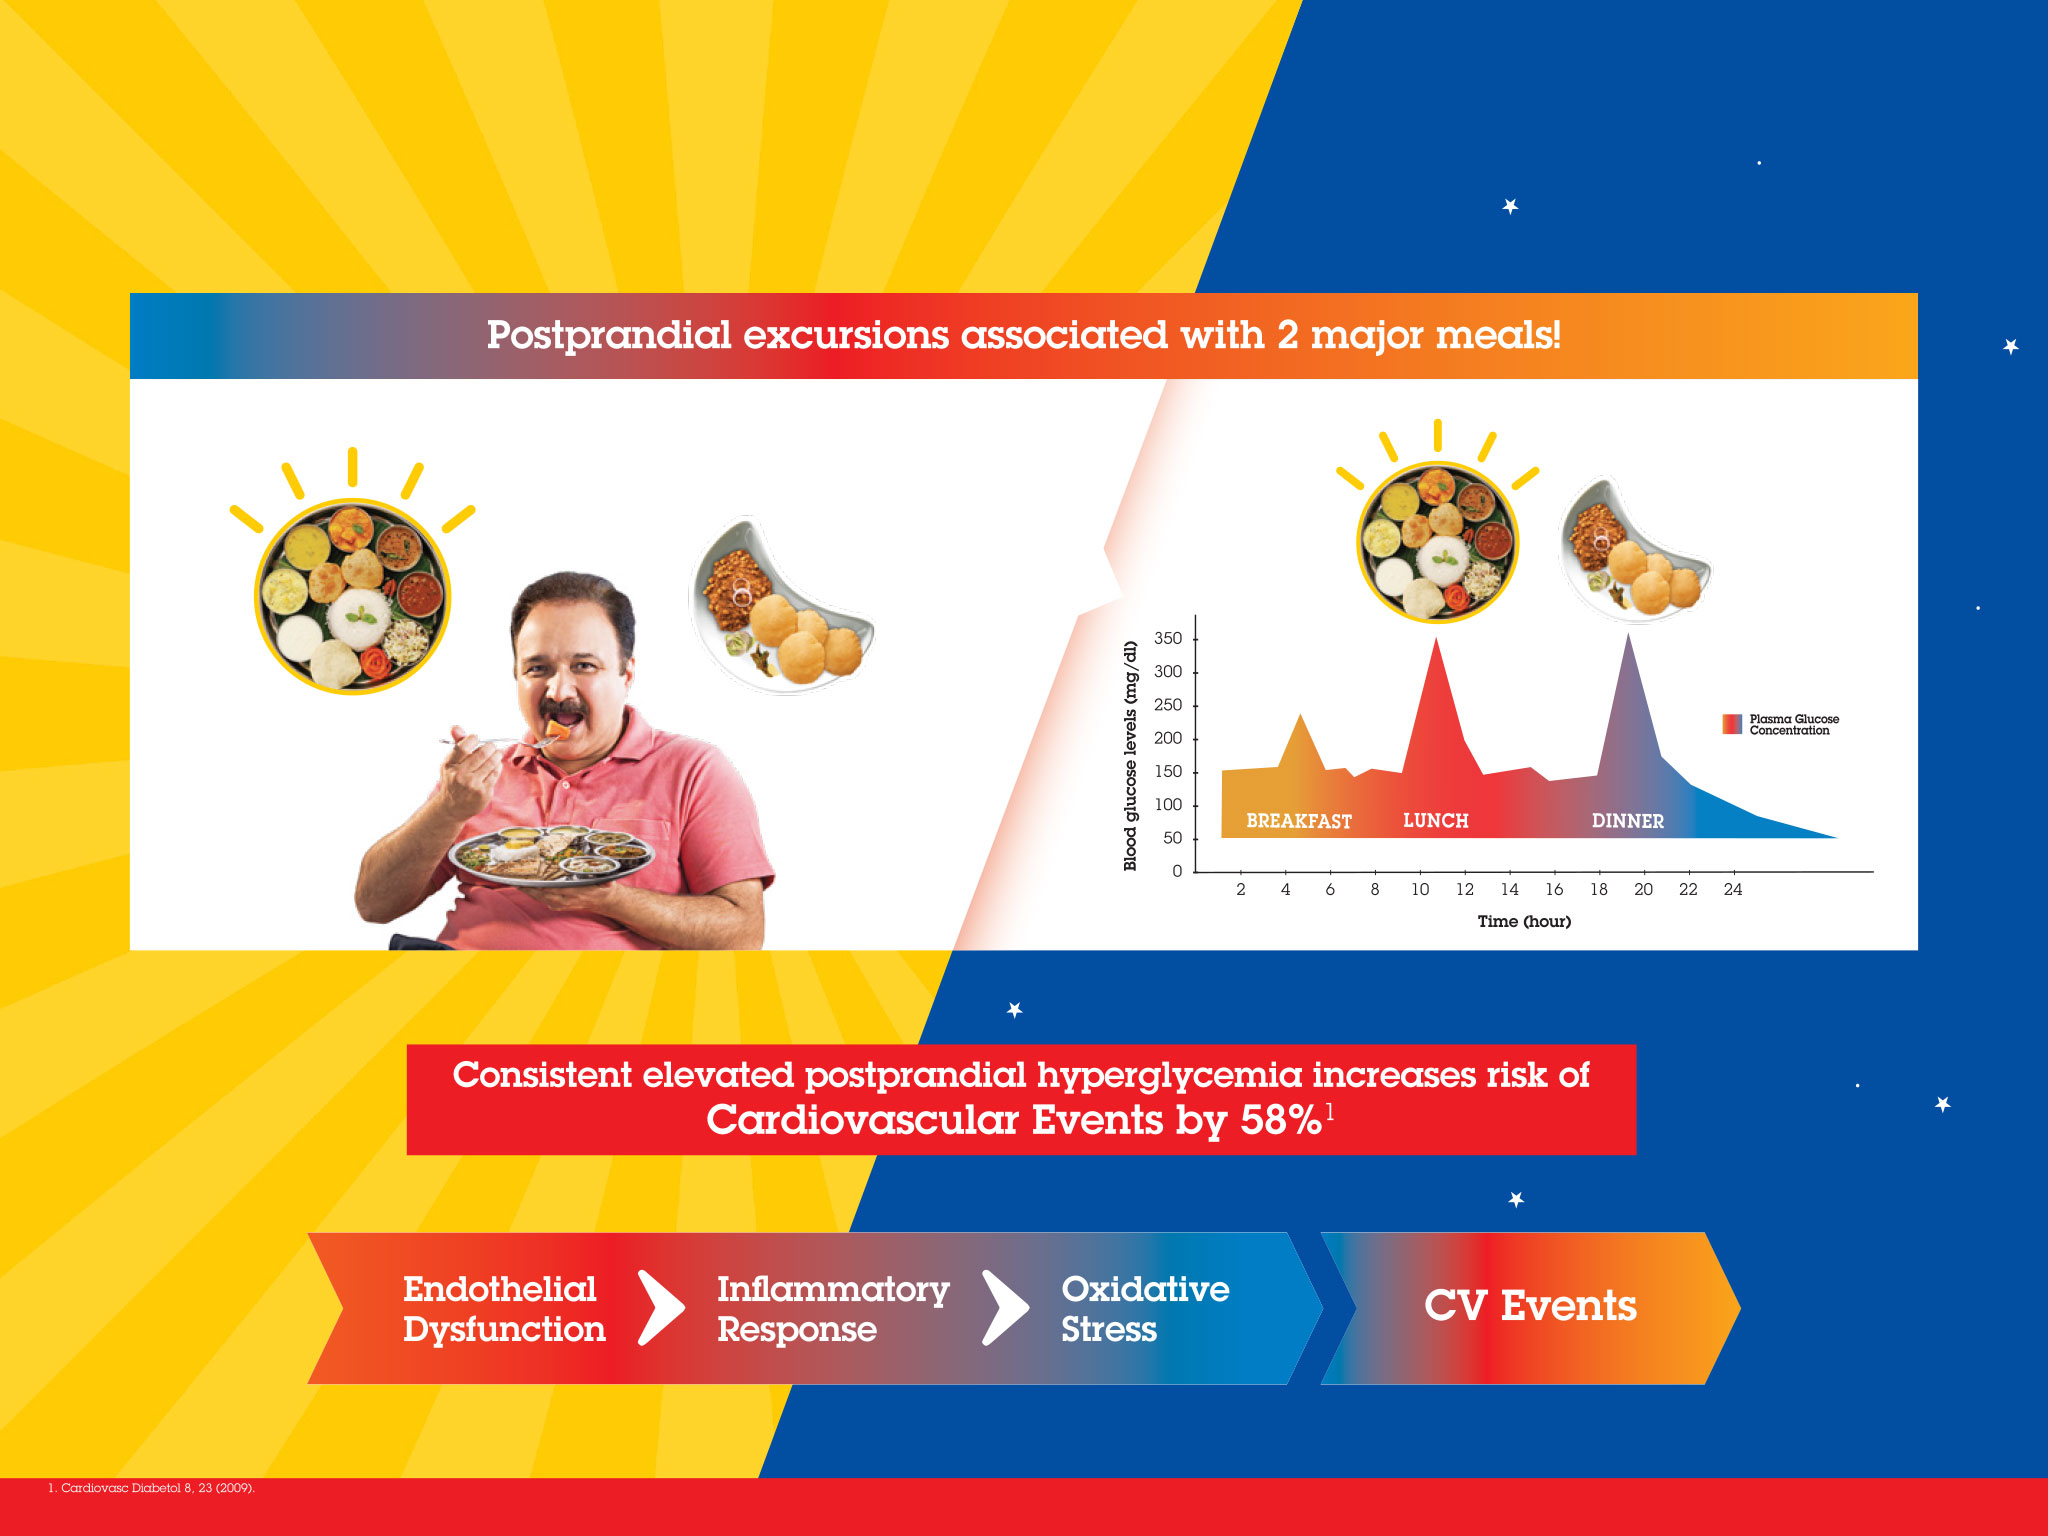 Postprandial excursions associated with 2 major meals!
Blood glucose levels (mg/dl)
350
300
250
200
150
100
50
0
BREAKFAST LUNCH DINNER
Plasma Glucose
Concentration
2 4 6 8 10 12 14 16 18 20 22 24
Time (hour)
Consistent elevated postprandial hyperglycemia increases risk of
Cardiovascular Events by 58%¹
Endothelial
Dysfunction
Inflammatory
Response
Oxidative
Stress
CV Events
1. Cardiovasc Diabetol 8, 23 (2009).